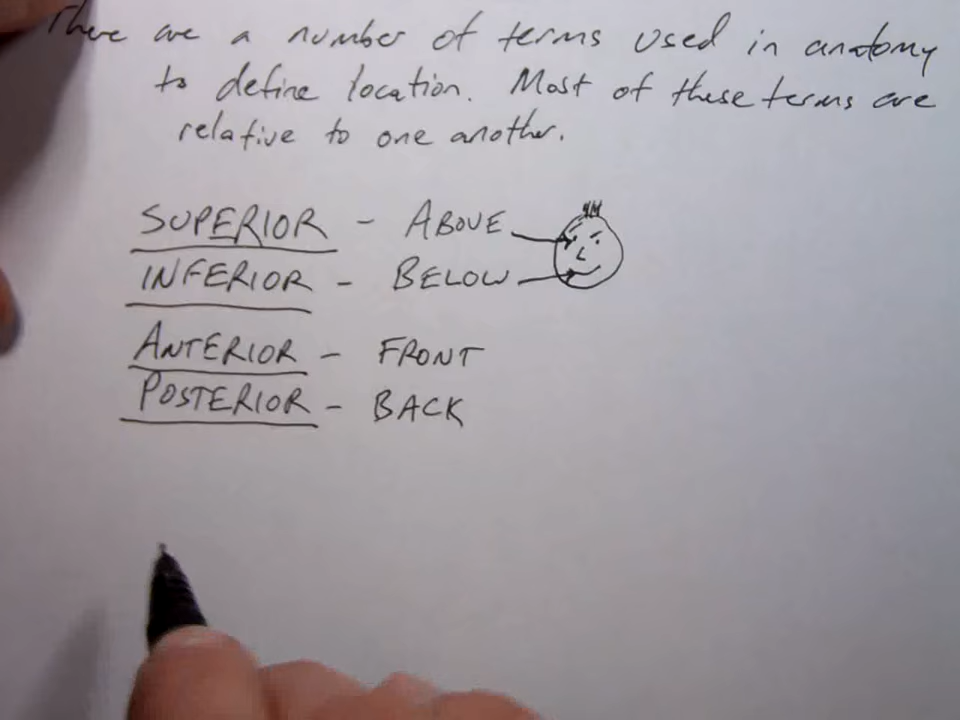 There are a number of terms used in anatomy
to define location. Most of these terms are
relative to one another.
SUPERIOR - ABOVE
INFERIOR - BELOW
ANTERIOR - FRONT
POSTERIOR - BACK